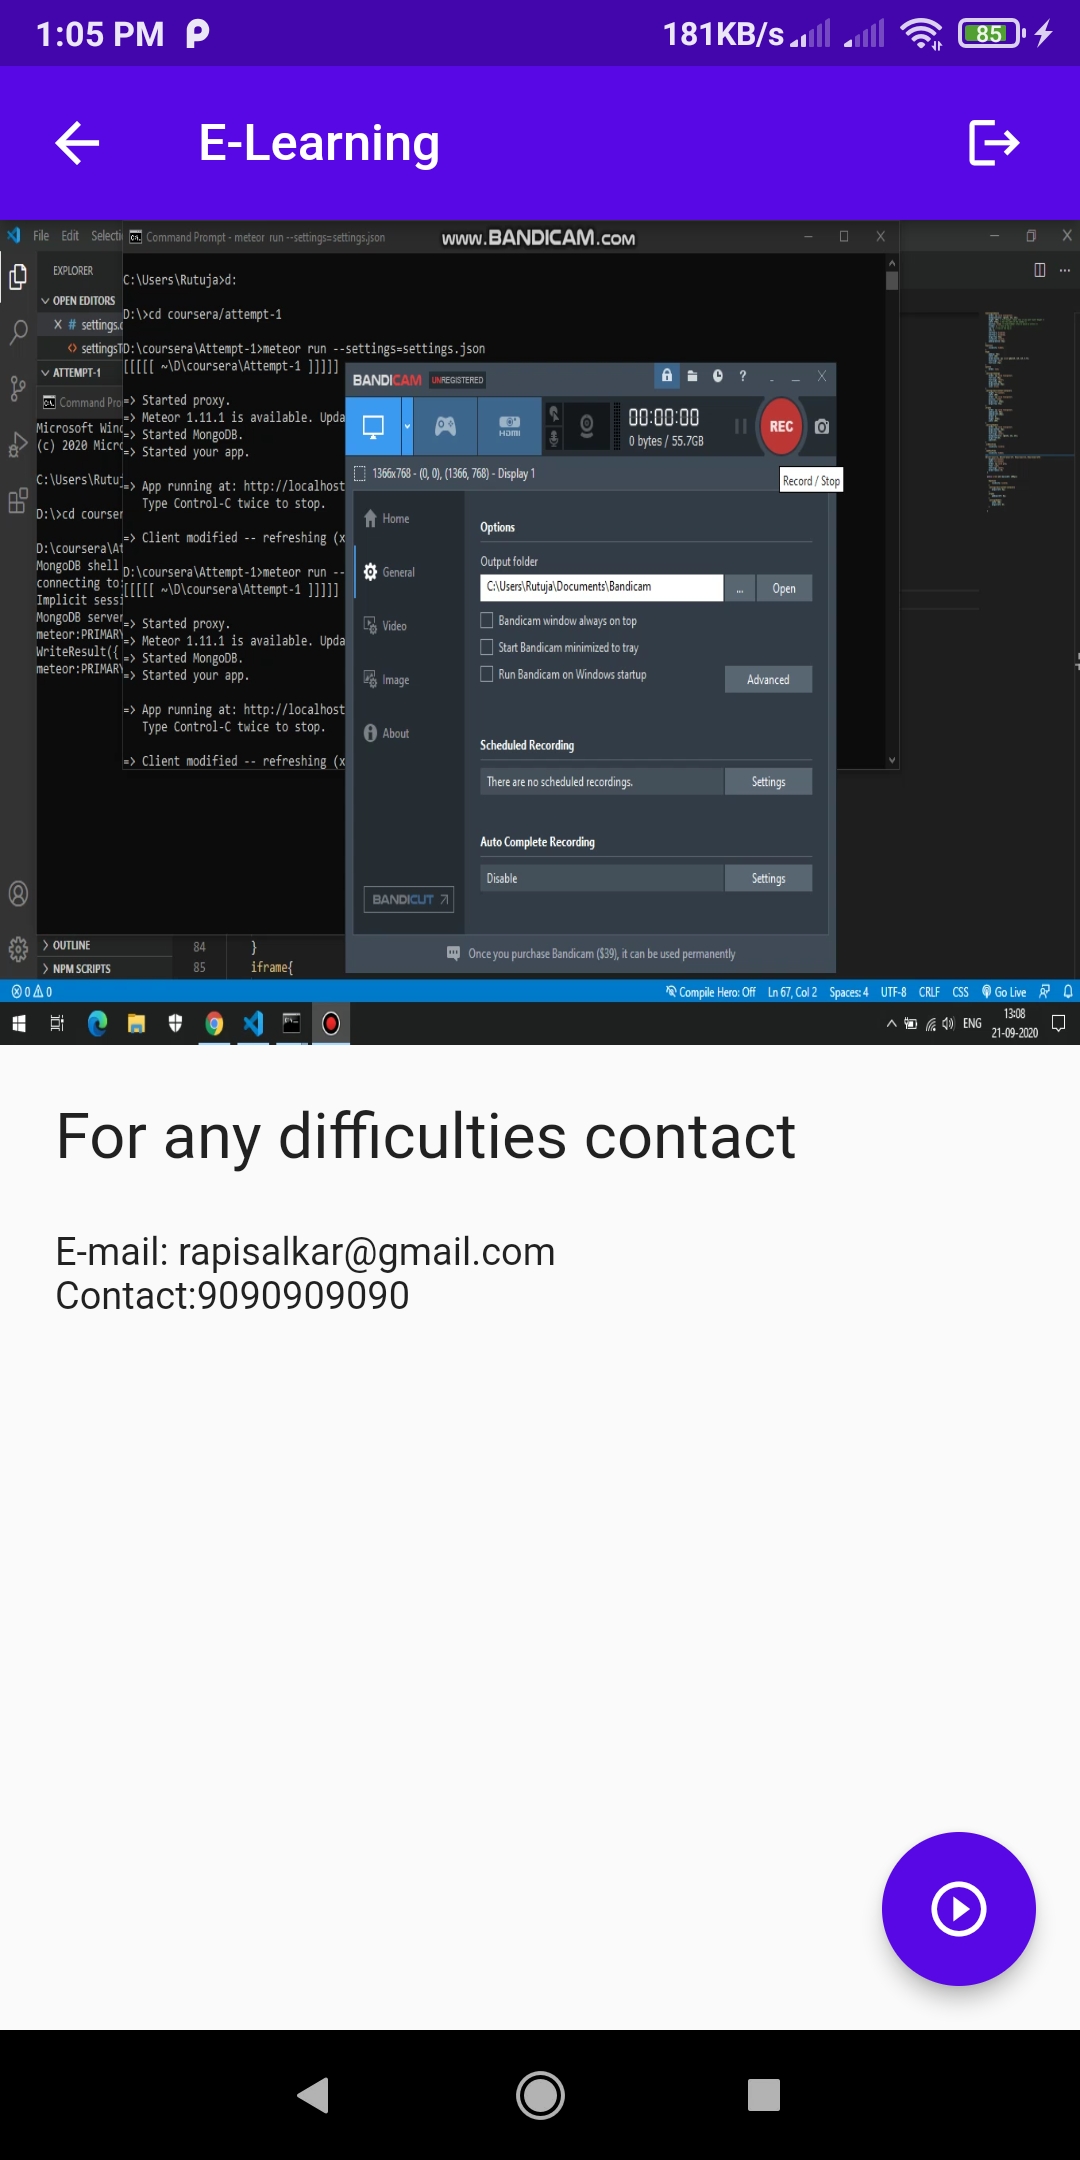 1:05 PM
181KB/s
85
E-Learning
File Edit Selecti
Command Prompt - meteor run --settings=settings.json
www.BANDICAM.com
EXPLORER
OPEN EDITORS
settings.c
settingsT
ATTEMPT-1
Command Pro
Microsoft Wind
(c) 2020 Micro
C:\Users\Rutuj
D:\>cd courser
D:\coursera\At
MongoDB shell
connecting to:
Implicit sessi
MongoDB server
meteor:PRIMARY
WriteResult({
meteor:PRIMARY
C:\Users\Rutuja>d:
D:\>cd coursera/attempt-1
D:\coursera\Attempt-1>meteor run --settings=settings.json
[[[[[ ~\D\coursera\Attempt-1 ]]]]]
=> Started proxy.
=> Meteor 1.11.1 is available. Upda
=> Started MongoDB.
=> Started your app.
=> App running at: http://localhost
Type Control-C twice to stop.
=> Client modified -- refreshing (x
D:\coursera\Attempt-1>meteor run --
[[[[[ ~\D\coursera\Attempt-1 ]]]]]
=> Started proxy.
=> Meteor 1.11.1 is available. Upda
=> Started MongoDB.
=> Started your app.
=> App running at: http://localhost
Type Control-C twice to stop.
=> Client modified -- refreshing (x
BANDICAM UNREGISTERED
HDMI
00:00:00
0 bytes / 55.7GB
REC
1366x768 - (0, 0), (1366, 768) - Display 1
Record / Stop
Home
General
Video
Image
About
BANDICUT
Options
Output folder
C:\Users\Rutuja\Documents\Bandicam
... Open
Bandicam window always on top
Start Bandicam minimized to tray
Run Bandicam on Windows startup
Advanced
Scheduled Recording
There are no scheduled recordings. Settings
Auto Complete Recording
Disable Settings
Once you purchase Bandicam ($39), it can be used permanently
OUTLINE
NPM SCRIPTS
84 }
85 iframe{
0 0
Compile Hero: Off Ln 67, Col 2 Spaces: 4 UTF-8 CRLF CSS Go Live
ENG
13:08
21-09-2020
For any difficulties contact
E-mail: rapisalkar@gmail.com
Contact:9090909090